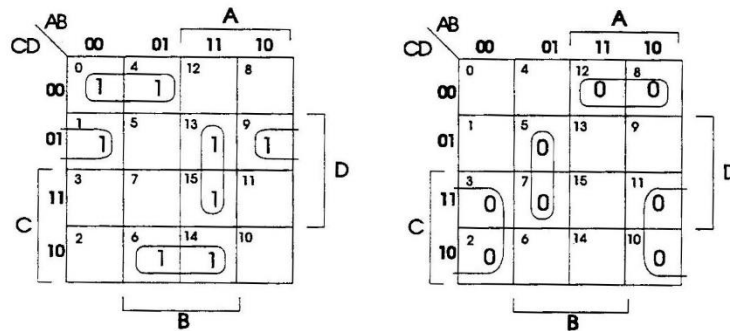 AB A AB A
CD 00 01 11 10 CD 00 01 11 10
0 4 12 8 0 4 12 8
00 1 1 00 0 0
1 5 13 9 1 5 13 9
01 1 1 1 01 0
D D
3 7 15 11 3 7 15 11
11 1 11 0 0 0
C C
2 6 14 10 2 6 14 10
10 1 1 10 0 0
B B